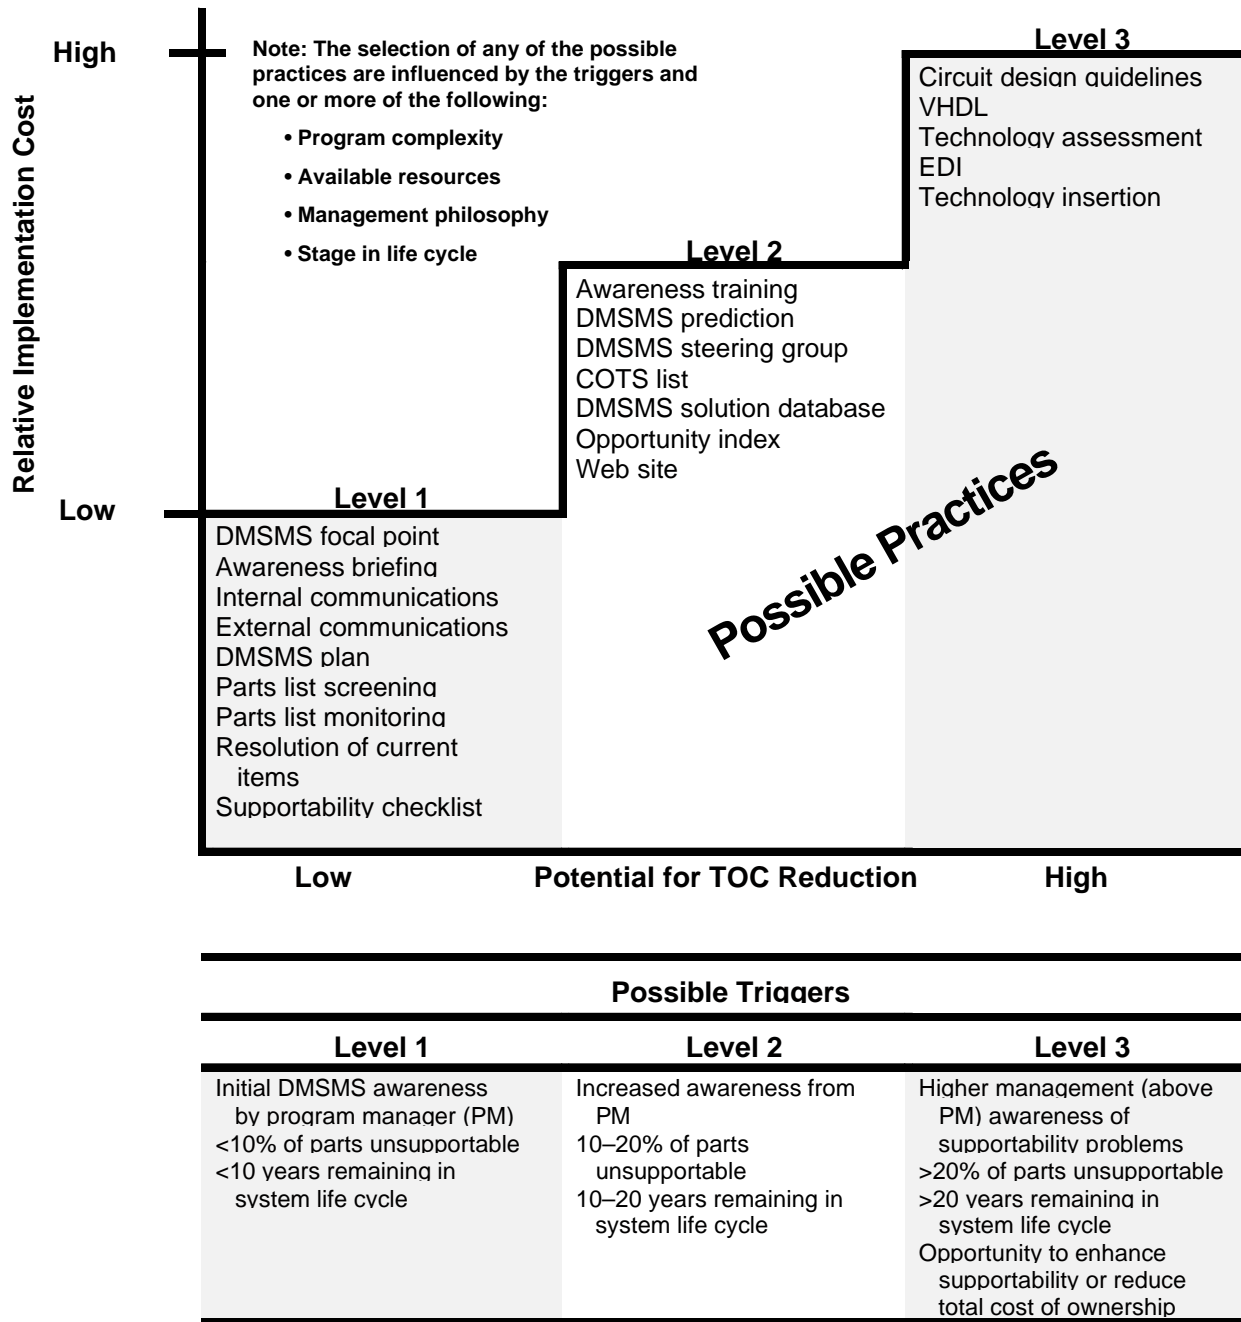 High
Relative Implementation Cost
Low
Note: The selection of any of the possible
practices are influenced by the triggers and
one or more of the following:
• Program complexity
• Available resources
• Management philosophy
• Stage in life cycle
Level 1
DMSMS focal point
Awareness briefing
Internal communications
External communications
DMSMS plan
Parts list screening
Parts list monitoring
Resolution of current
items
Supportability checklist
Level 2
Awareness training
DMSMS prediction
DMSMS steering group
COTS list
DMSMS solution database
Opportunity index
Web site
Level 3
Circuit design guidelines
VHDL
Technology assessment
EDI
Technology insertion
Possible Practices
Low
Potential for TOC Reduction
High
Possible Triggers
Level 1
Level 2
Level 3
Initial DMSMS awareness
by program manager (PM)
<10% of parts unsupportable
<10 years remaining in
system life cycle
Increased awareness from
PM
10–20% of parts
unsupportable
10–20 years remaining in
system life cycle
Higher management (above
PM) awareness of
supportability problems
>20% of parts unsupportable
>20 years remaining in
system life cycle
Opportunity to enhance
supportability or reduce
total cost of ownership